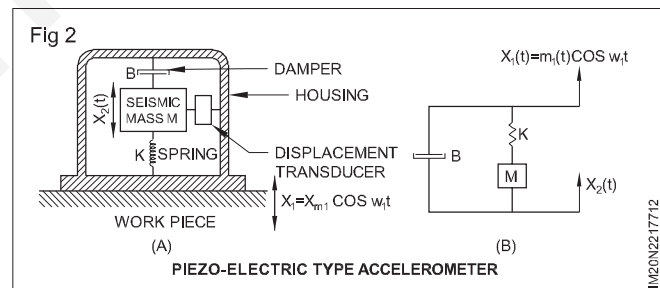 Fig 2
B
DAMPER
HOUSING
X₂(t)
SEISMIC
MASS M
K SPRING
DISPLACEMENT
TRANSDUCER
X₁=Xₘ₁ COS w₁t
WORK PIECE
(A)
X₁(t)=m₁(t)COS w₁t
B
K
M
X₂(t)
(B)
PIEZO-ELECTRIC TYPE ACCELEROMETER
IM20N2217712